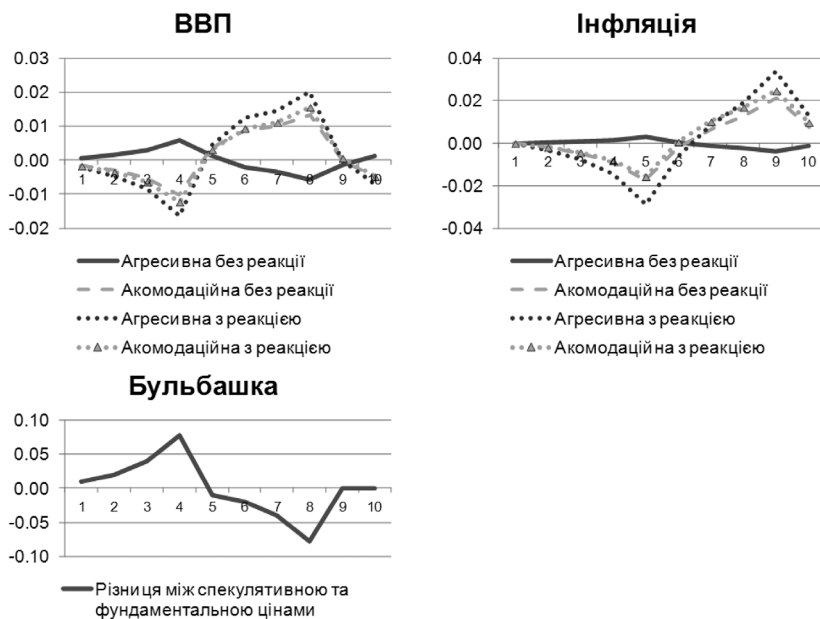 ВВП
0.03
0.02
0.01
0.00
-0.01
-0.02
1 2 3 4 5 6 7 8 9 10
Агресивна без реакції
Акомодаційна без реакції
Агресивна з реакцією
Акомодаційна з реакцією
Інфляція
0.04
0.02
0.00
-0.02
-0.04
1 2 3 4 5 6 7 8 9 10
Агресивна без реакції
Акомодаційна без реакції
Агресивна з реакцією
Акомодаційна з реакцією
Бульбашка
0.10
0.05
0.00
-0.05
-0.10
1 2 3 4 5 6 7 8 9 10
Різниця між спекулятивною та
фундаментальною цінами